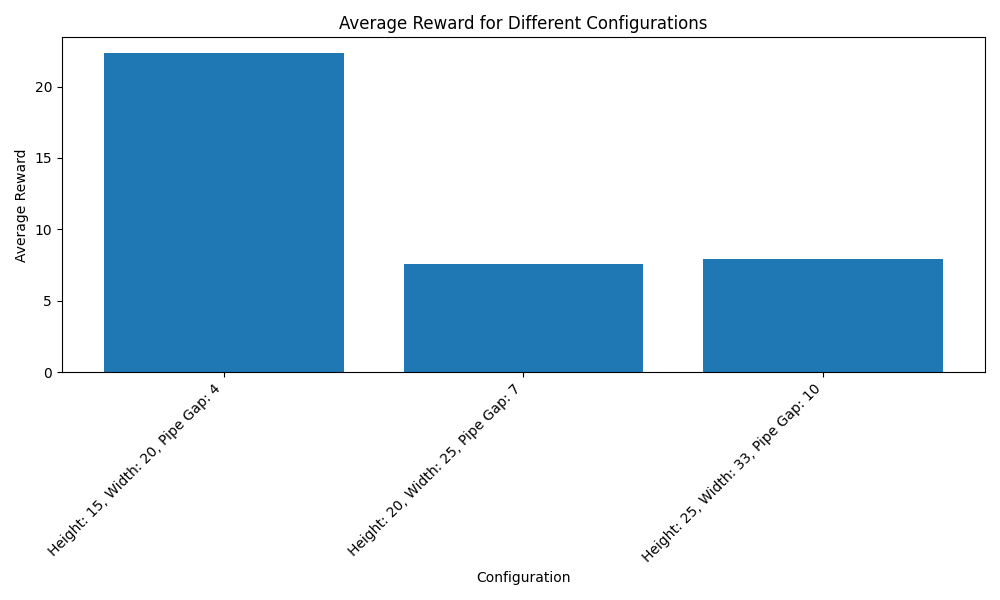 Average Reward for Different Configurations
Average Reward
20
15
10
5
0
Height: 15, Width: 20, Pipe Gap: 4
Height: 20, Width: 25, Pipe Gap: 7
Height: 25, Width: 33, Pipe Gap: 10
Configuration